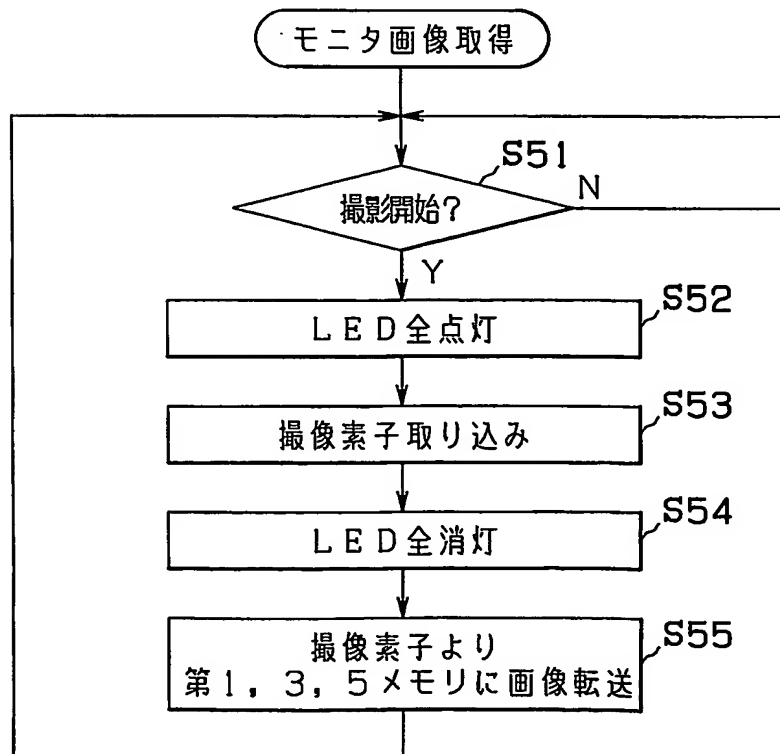 モニタ画像取得
S51
撮影開始?
N
Y
S52
LED全点灯
S53
撮像素子取り込み
S54
LED全消灯
S55
撮像素子より
第1,3,5メモリに画像転送